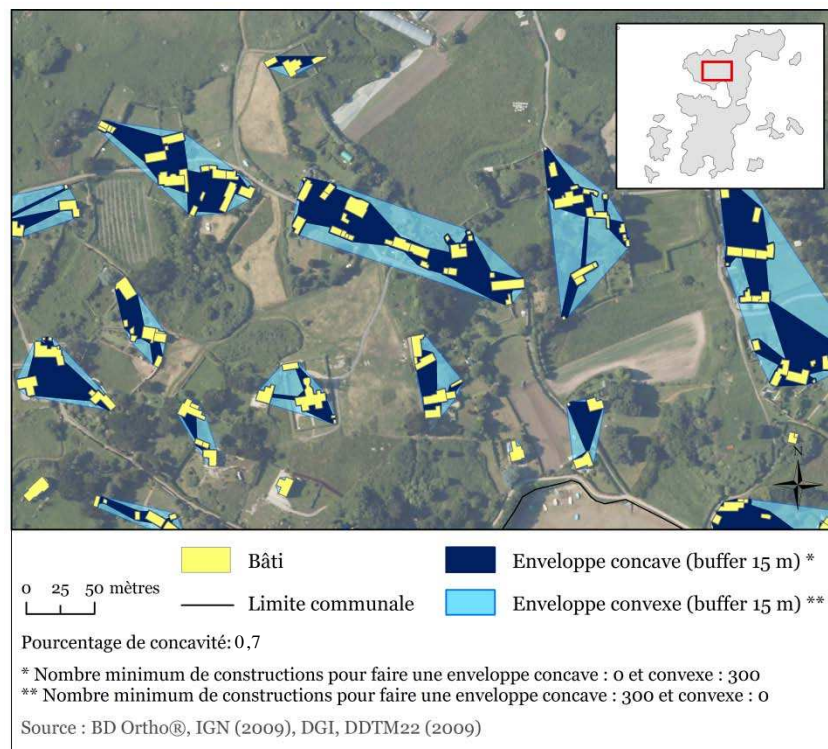 N
Bâti
Enveloppe concave (buffer 15 m) *
0 25 50 mètres
Limite communale
Enveloppe convexe (buffer 15 m) **
Pourcentage de concavité: 0,7
* Nombre minimum de constructions pour faire une enveloppe concave : 0 et convexe : 300
** Nombre minimum de constructions pour faire une enveloppe concave : 300 et convexe : 0
Source : BD Ortho®, IGN (2009), DGI, DDTM22 (2009)